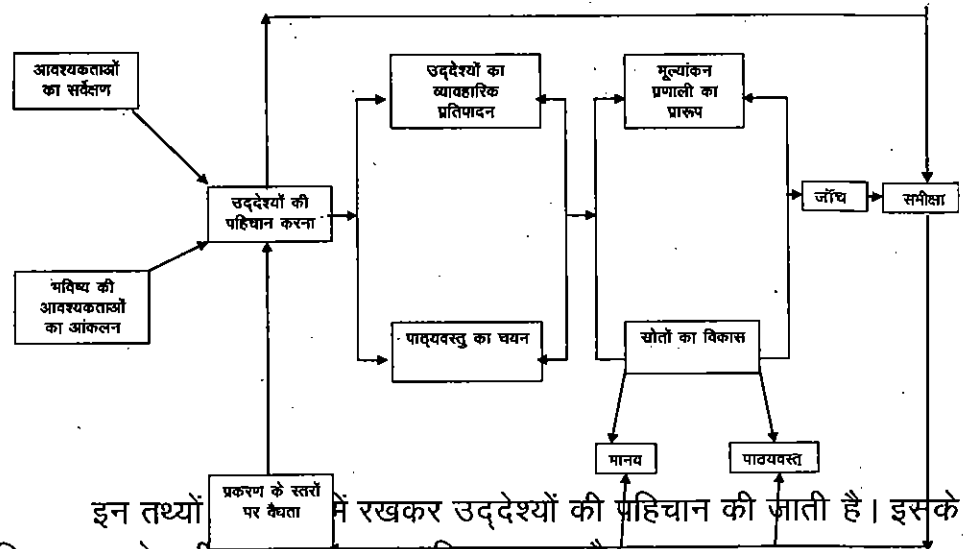 आवश्यकताओं
का सर्वेक्षण
उद्देश्यों का
व्यावहारिक
प्रतिपादन
मूल्यांकन
प्रणाली का
प्रारूप
उद्देश्यों की
पहिचान करना
जाँच
समीक्षा
भविष्य की
आवश्यकताओं
का आंकलन
पाठ्यवस्तु का चयन
स्रोतों का विकास
मानव
पाठयवस्तु
प्रकरण के स्तरों
पर वैधता
इन तथ्यों में रखकर उद्देश्यों की पहिचान की जाती है। इसके